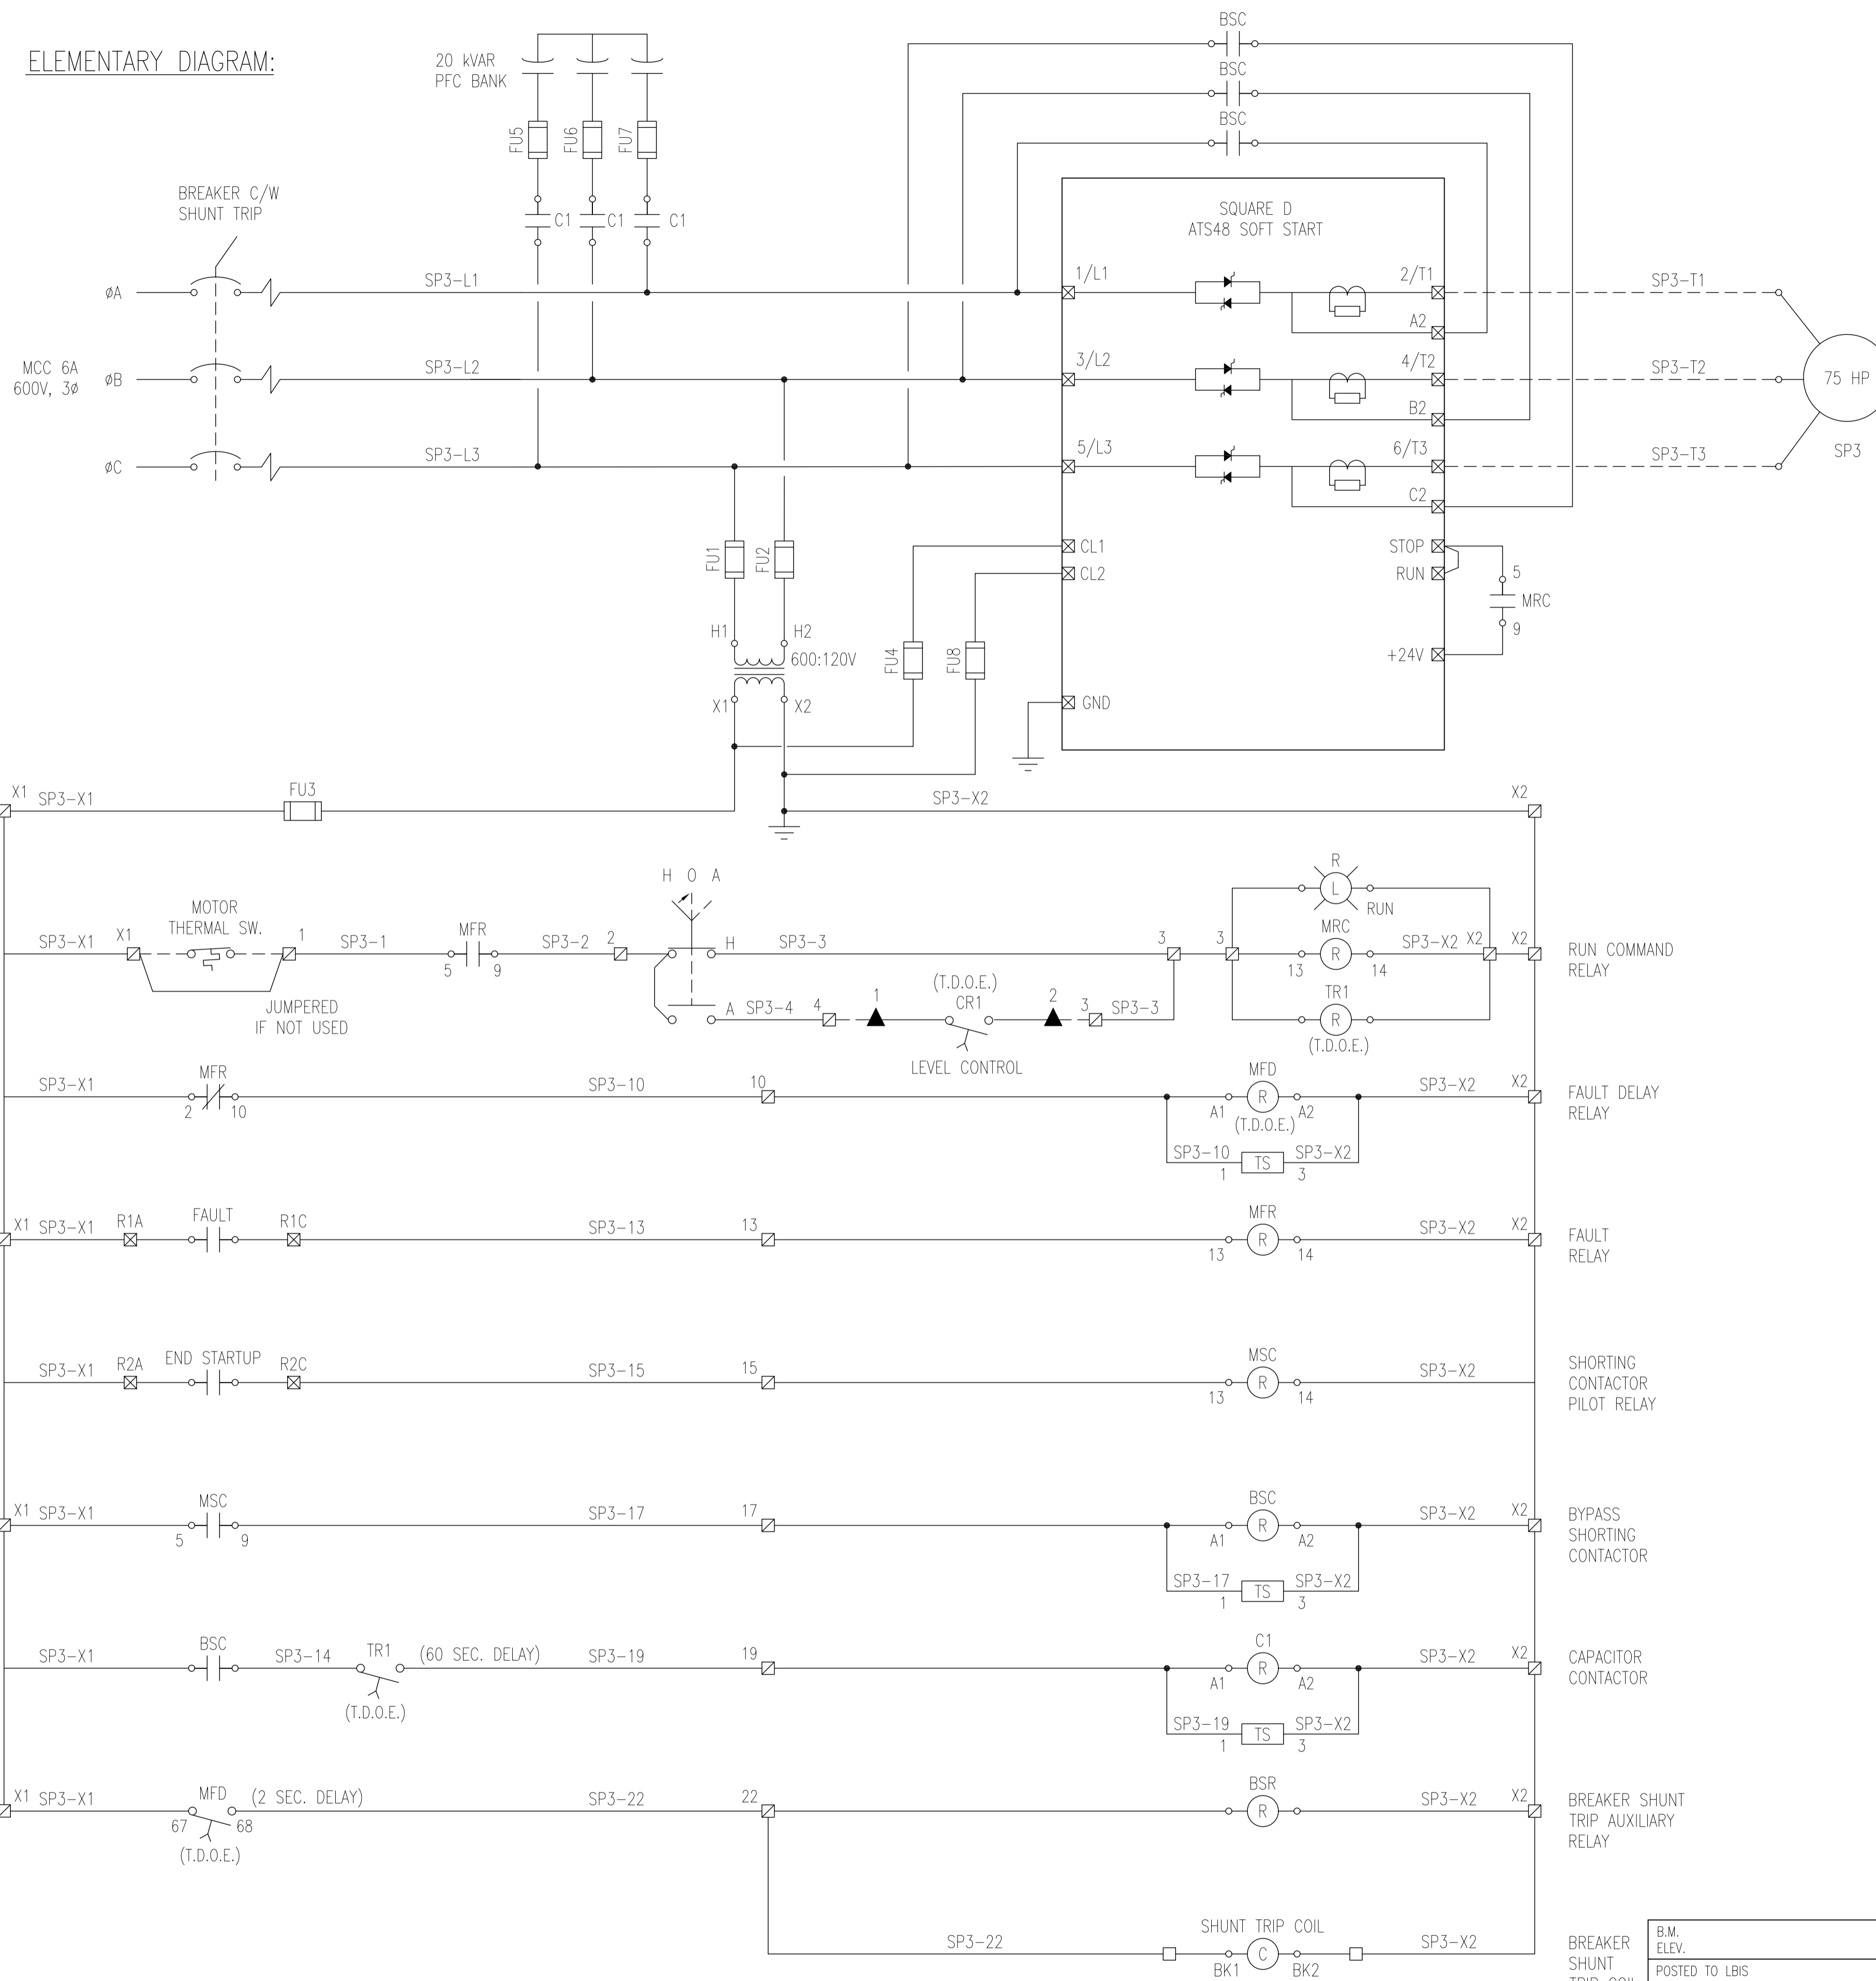 ELEMENTARY DIAGRAM:
20 kVAR
PFC BANK
FU5
FU6
FU7
C1
C1
C1
BSC
BSC
BSC
BREAKER C/W
SHUNT TRIP
SQUARE D
ATS48 SOFT START
MCC 6A
600V, 3ø
øA
SP3-L1
1/L1
2/T1
SP3-T1
A2
øB
SP3-L2
3/L2
4/T2
SP3-T2
75 HP
B2
øC
SP3-L3
5/L3
6/T3
SP3-T3
SP3
C2
FU1
FU2
CL1
CL2
STOP
RUN
5
MRC
9
H1
H2
600:120V
FU4
FU8
+24V
X1
X2
GND
X1
SP3-X1
FU3
SP3-X2
X2
H O A
R
L
RUN
MOTOR
THERMAL SW.
SP3-X1
X1
1
SP3-1
MFR
5
9
SP3-2
2
H
SP3-3
3
3
MRC
R
13
14
SP3-X2
X2
X2
RUN COMMAND
RELAY
JUMPERED
IF NOT USED
A
SP3-4
4
1
(T.D.O.E.)
CR1
2
3
SP3-3
LEVEL CONTROL
TR1
R
(T.D.O.E.)
SP3-X1
MFR
2
10
SP3-10
10
MFD
R
A1
A2
(T.D.O.E.)
SP3-X2
X2
FAULT DELAY
RELAY
SP3-10
1
TS
SP3-X2
3
X1
SP3-X1
R1A
FAULT
R1C
SP3-13
13
MFR
R
13
14
SP3-X2
X2
FAULT
RELAY
SP3-X1
R2A
END STARTUP
R2C
SP3-15
15
MSC
R
13
14
SP3-X2
SHORTING
CONTACTOR
PILOT RELAY
X1
SP3-X1
MSC
5
9
SP3-17
17
BSC
R
A1
A2
SP3-X2
X2
BYPASS
SHORTING
CONTACTOR
SP3-17
1
TS
SP3-X2
3
SP3-X1
BSC
SP3-14
TR1
(60 SEC. DELAY)
(T.D.O.E.)
SP3-19
19
C1
R
A1
A2
SP3-X2
X2
CAPACITOR
CONTACTOR
SP3-19
1
TS
SP3-X2
3
X1
SP3-X1
MFD
(2 SEC. DELAY)
67
68
(T.D.O.E.)
SP3-22
22
BSR
R
SP3-X2
X2
BREAKER SHUNT
TRIP AUXILIARY
RELAY
SP3-22
SHUNT TRIP COIL
C
BK1
BK2
SP3-X2
BREAKER
SHUNT
TRIP COIL
B.M.
ELEV.
POSTED TO LBIS